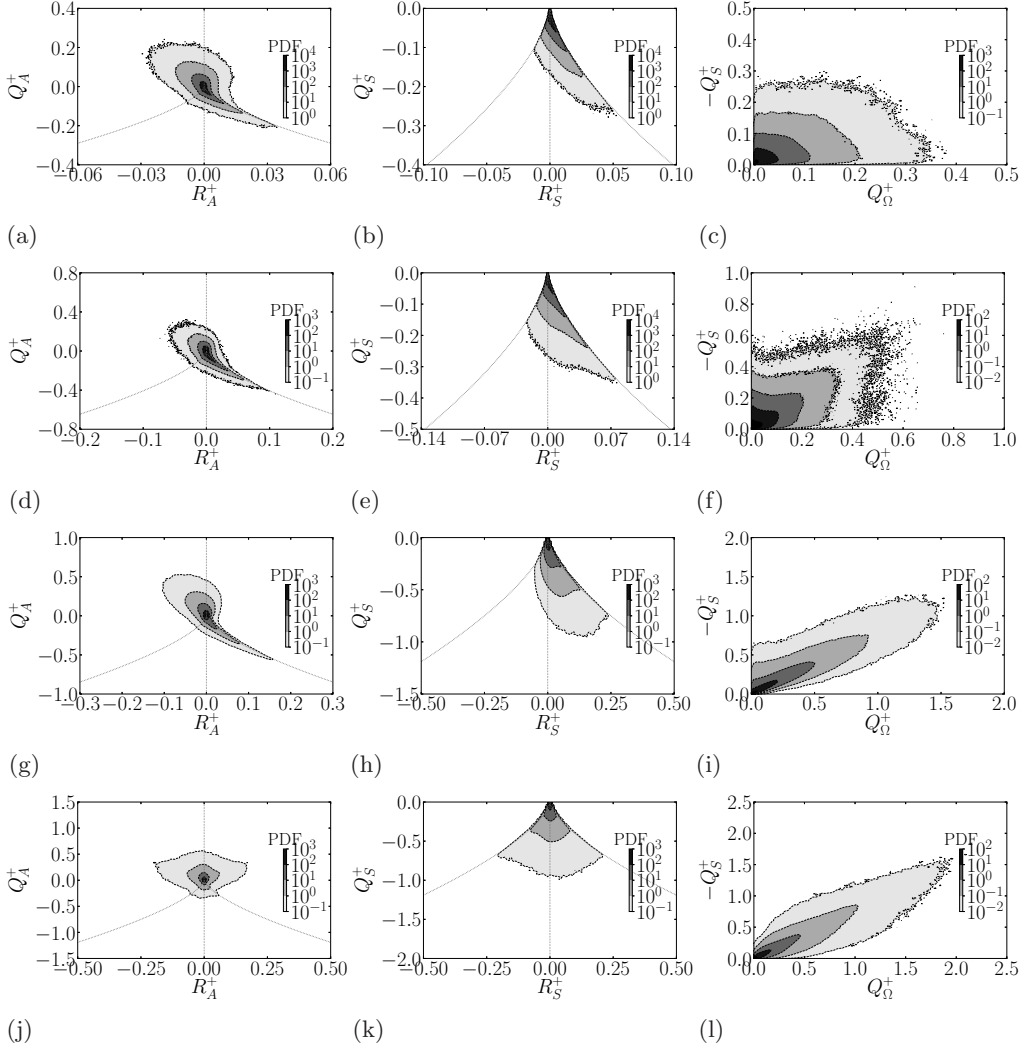 0.4
0.2
0.0
−0.2
−0.4
Q_A^+
PDF
10^4
10^3
10^2
10^1
10^0
−0.06 −0.03 0.00 0.03 0.06
R_A^+
(a)
0.0
−0.1
−0.2
−0.3
−0.4
Q_S^+
PDF
10^4
10^3
10^2
10^1
10^0
−0.10 −0.05 0.00 0.05 0.10
R_S^+
(b)
0.5
0.4
0.3
0.2
0.1
0.0
−Q_S^+
PDF
10^3
10^2
10^1
10^0
10^−1
0.0 0.1 0.2 0.3 0.4 0.5
Q_Ω^+
(c)
0.8
0.4
0.0
−0.4
−0.8
Q_A^+
PDF
10^3
10^2
10^1
10^0
10^−1
−0.2 −0.1 0.0 0.1 0.2
R_A^+
(d)
0.0
−0.1
−0.2
−0.3
−0.4
−0.5
Q_S^+
PDF
10^4
10^3
10^2
10^1
10^0
−0.14 −0.07 0.00 0.07 0.14
R_S^+
(e)
1.0
0.8
0.6
0.4
0.2
0.0
−Q_S^+
PDF
10^2
10^1
10^0
10^−1
10^−2
0.0 0.2 0.4 0.6 0.8 1.0
Q_Ω^+
(f)
1.0
0.5
0.0
−0.5
−1.0
Q_A^+
PDF
10^3
10^2
10^1
10^0
10^−1
−0.3 −0.2 −0.1 0.0 0.1 0.2 0.3
R_A^+
(g)
0.0
−0.5
−1.0
−1.5
Q_S^+
PDF
10^3
10^2
10^1
10^0
10^−1
−0.50 −0.25 0.00 0.25 0.50
R_S^+
(h)
2.0
1.5
1.0
0.5
0.0
−Q_S^+
PDF
10^2
10^1
10^0
10^−1
10^−2
0.0 0.5 1.0 1.5 2.0
Q_Ω^+
(i)
1.5
1.0
0.5
0.0
−0.5
−1.0
−1.5
Q_A^+
PDF
10^3
10^2
10^1
10^0
10^−1
−0.50 −0.25 0.00 0.25 0.50
R_A^+
(j)
0.0
−0.5
−1.0
−1.5
−2.0
Q_S^+
PDF
10^3
10^2
10^1
10^0
10^−1
−0.50 −0.25 0.00 0.25 0.50
R_S^+
(k)
2.5
2.0
1.5
1.0
0.5
0.0
−Q_S^+
PDF
10^2
10^1
10^0
10^−1
10^−2
0.0 0.5 1.0 1.5 2.0 2.5
Q_Ω^+
(l)